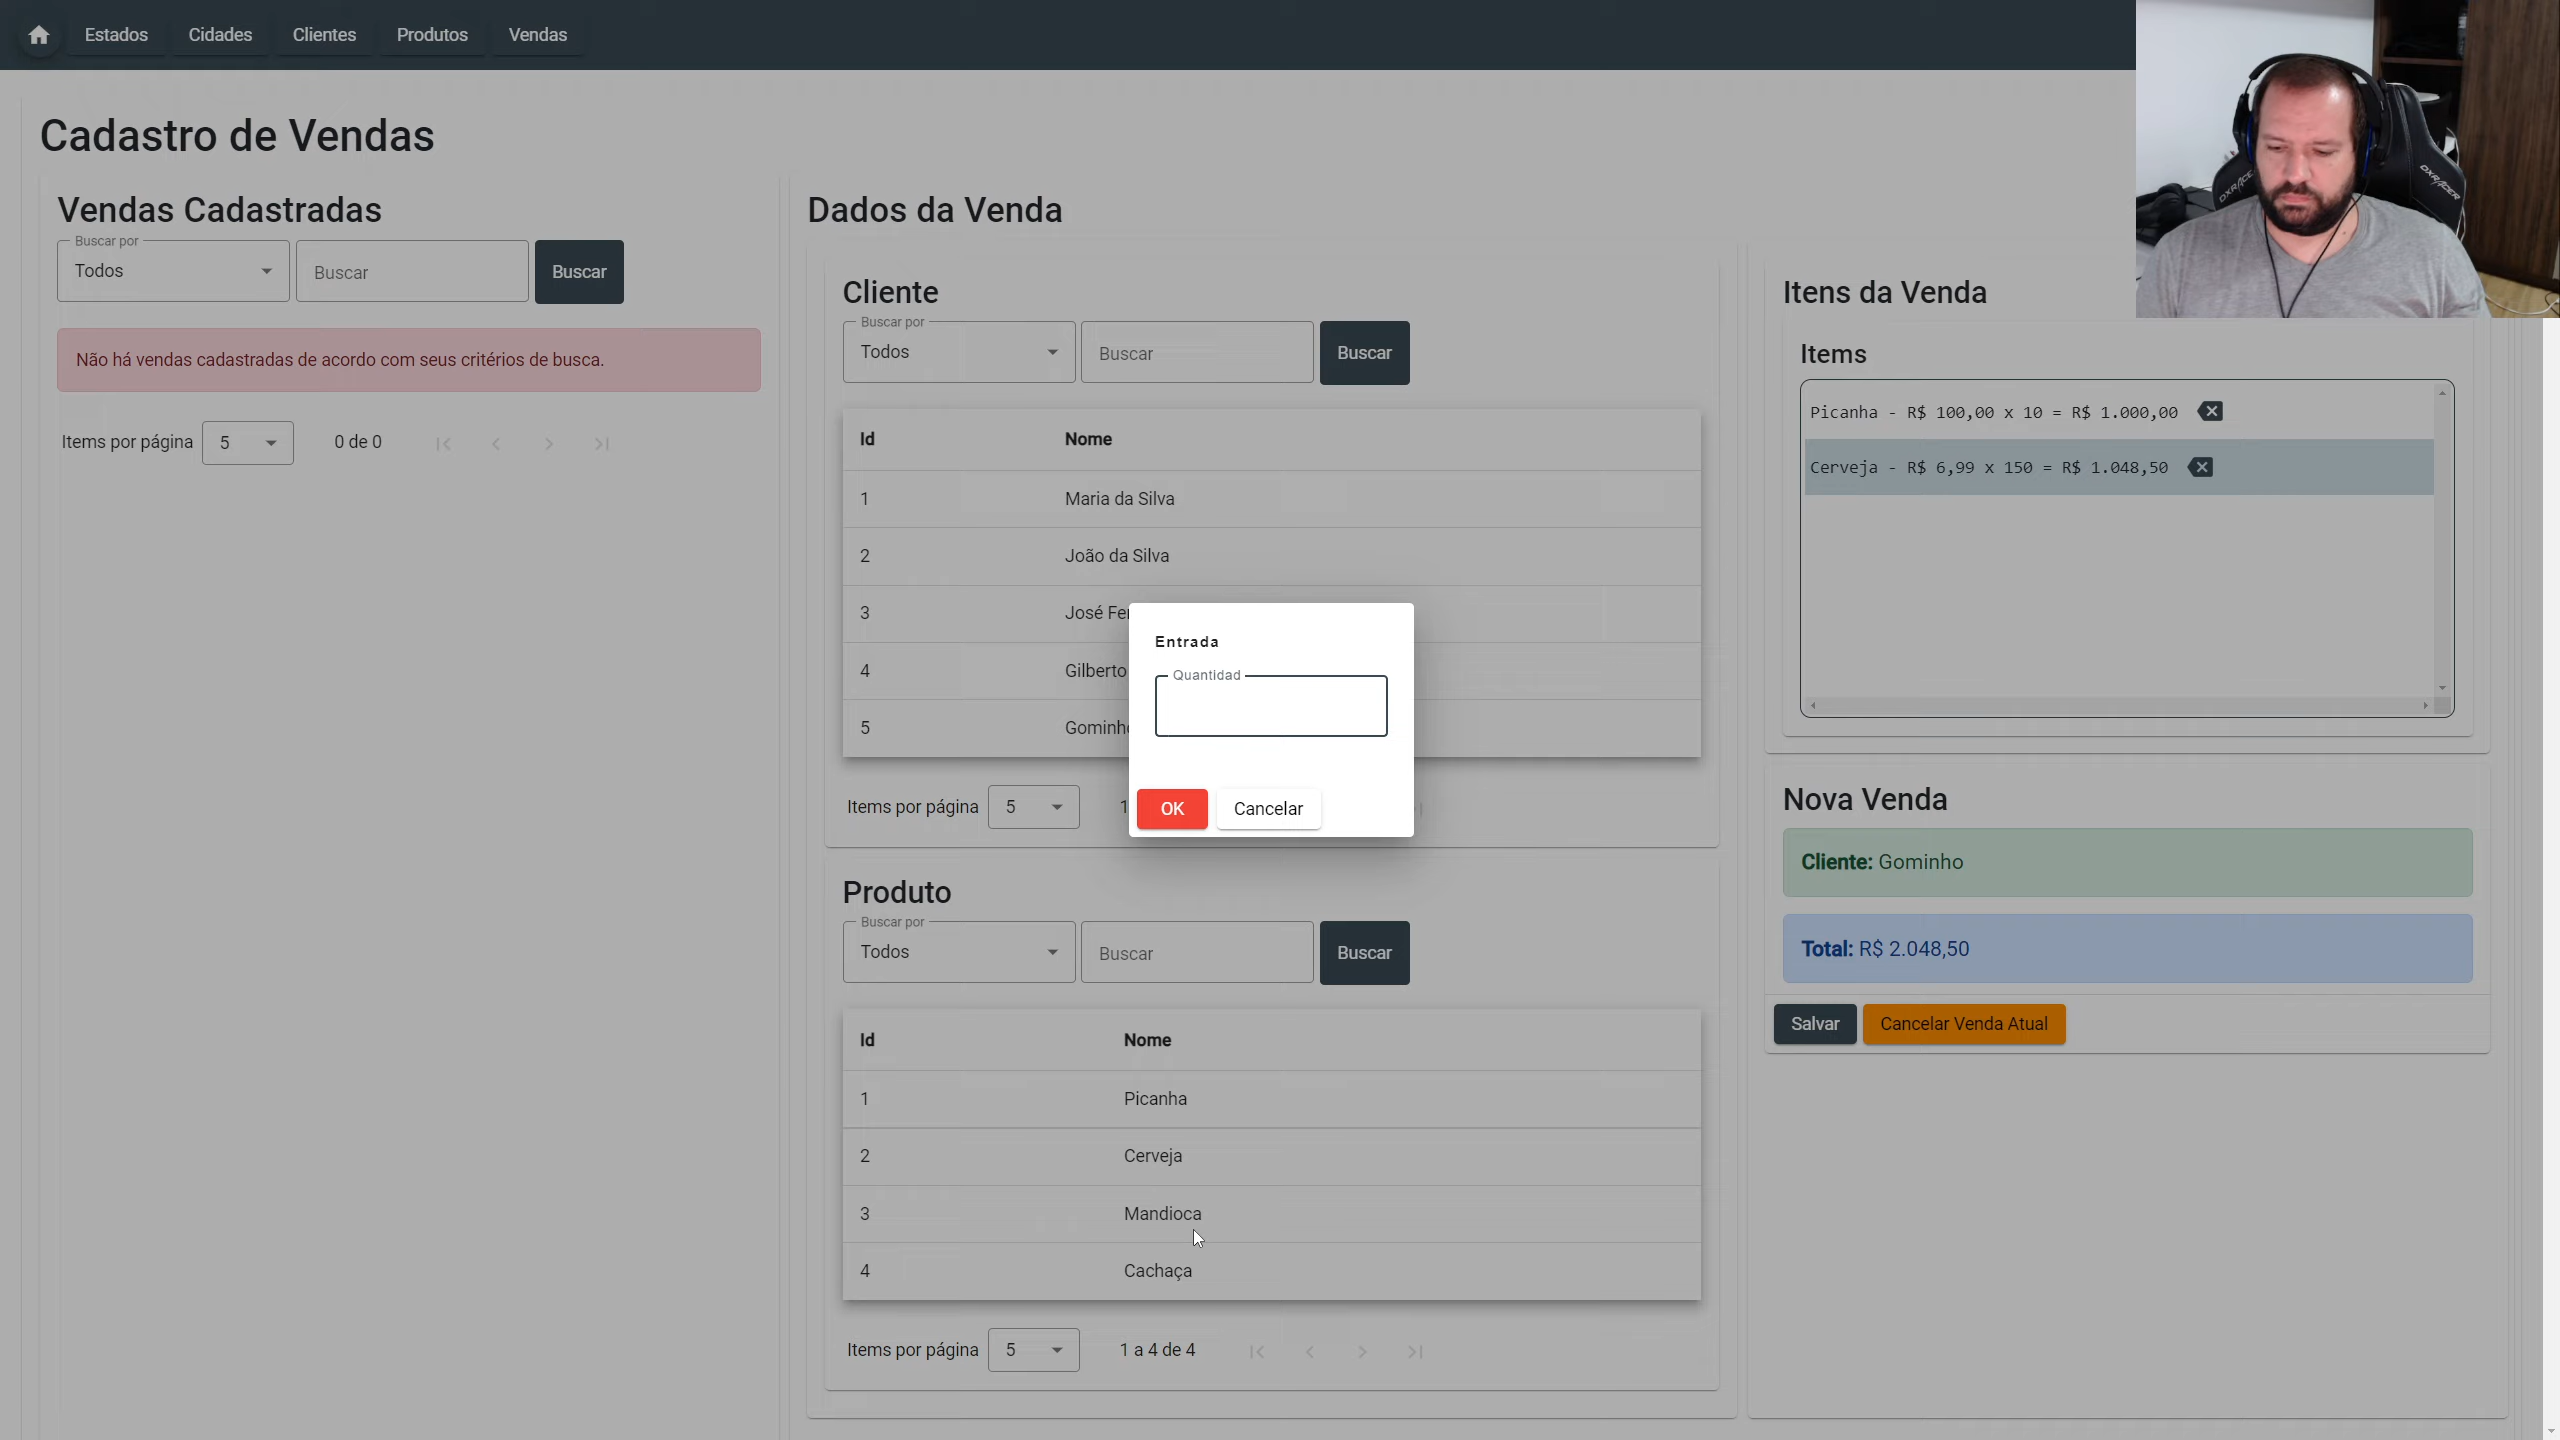 Estados Cidades Clientes Produtos Vendas
Cadastro de Vendas
Vendas Cadastradas
Buscar por
Todos
Buscar
Buscar
Não há vendas cadastradas de acordo com seus critérios de busca.
Items por página 5 0 de 0
Dados da Venda
Cliente
Buscar por
Todos
Buscar
Buscar
Id Nome
1 Maria da Silva
2 João da Silva
3 José Fe
4 Gilberto
5 Gominh
Items por página 5 1
Entrada
Quantidad
OK Cancelar
Produto
Buscar por
Todos
Buscar
Buscar
Id Nome
1 Picanha
2 Cerveja
3 Mandioca
4 Cachaça
Items por página 5 1 a 4 de 4
Itens da Venda
Items
Picanha - R$ 100,00 x 10 = R$ 1.000,00
Cerveja - R$ 6,99 x 150 = R$ 1.048,50
Nova Venda
Cliente: Gominho
Total: R$ 2.048,50
Salvar Cancelar Venda Atual
DXRACER